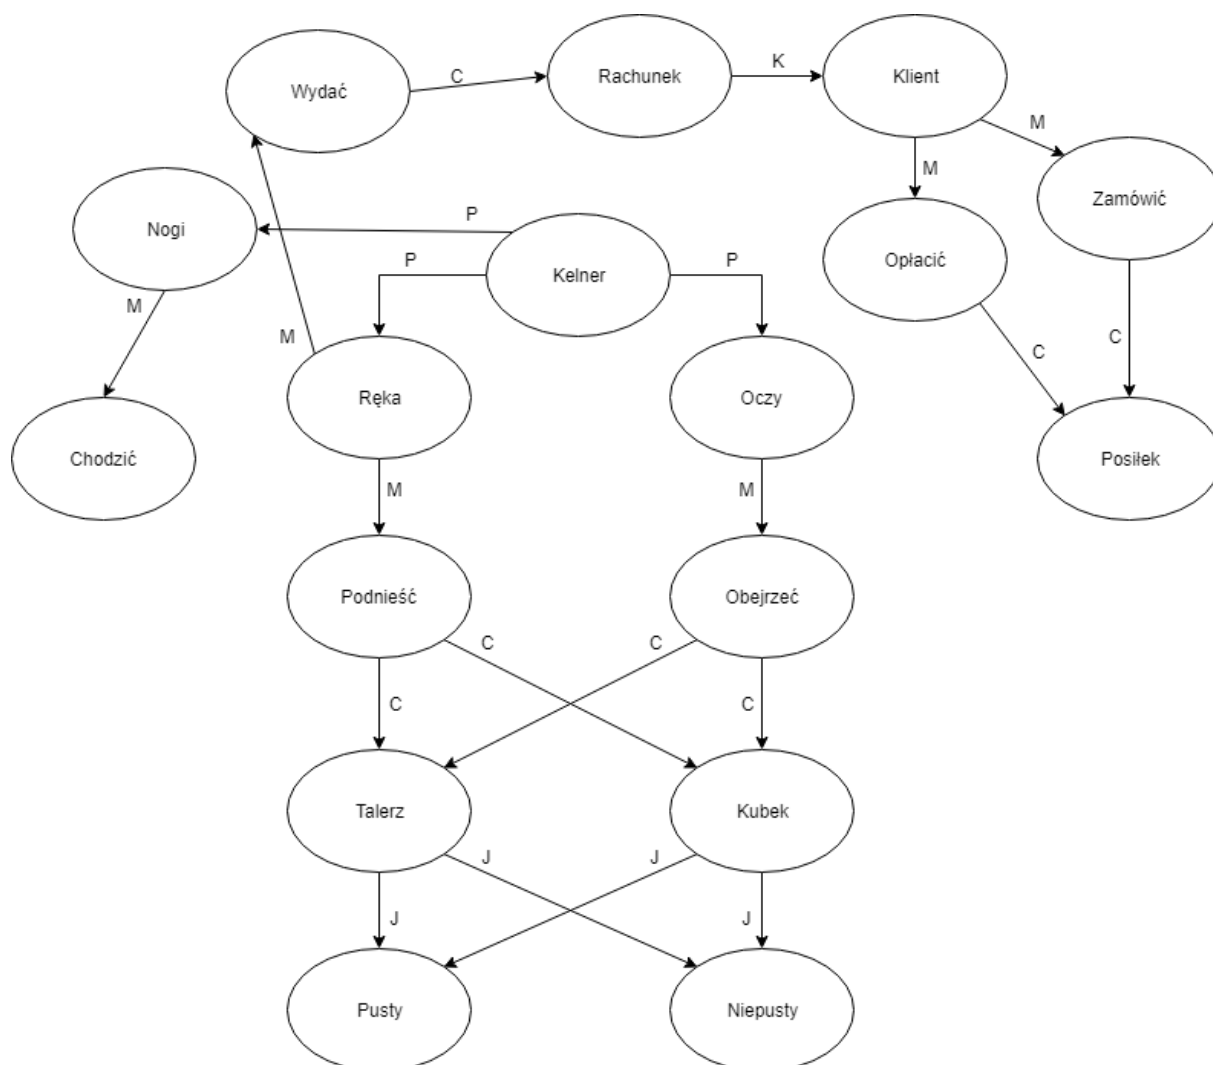 Wydać
C
Rachunek
K
Klient
M
M
Zamówić
Nogi
P
Kelner
P
P
Opłacić
M
M
C
C
Chodzić
Ręka
Oczy
Posiłek
M
M
Podnieść
Obejrzeć
C
C
C
C
Talerz
Kubek
J
J
J
J
Pusty
Niepusty